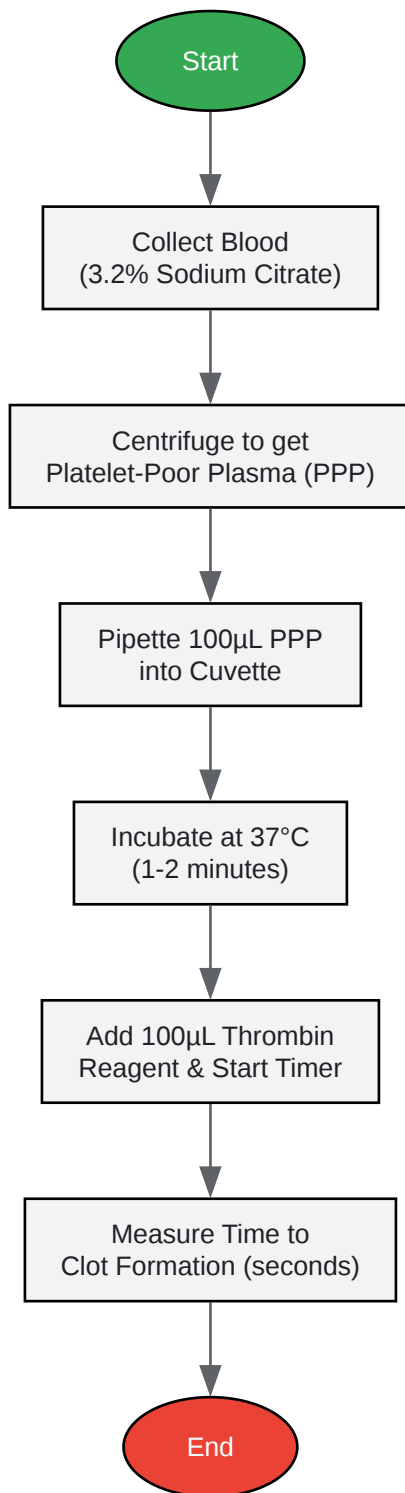 Start
Collect Blood
(3.2% Sodium Citrate)
Centrifuge to get
Platelet-Poor Plasma (PPP)
Pipette 100µL PPP
into Cuvette
Incubate at 37°C
(1-2 minutes)
Add 100µL Thrombin
Reagent & Start Timer
Measure Time to
Clot Formation (seconds)
End